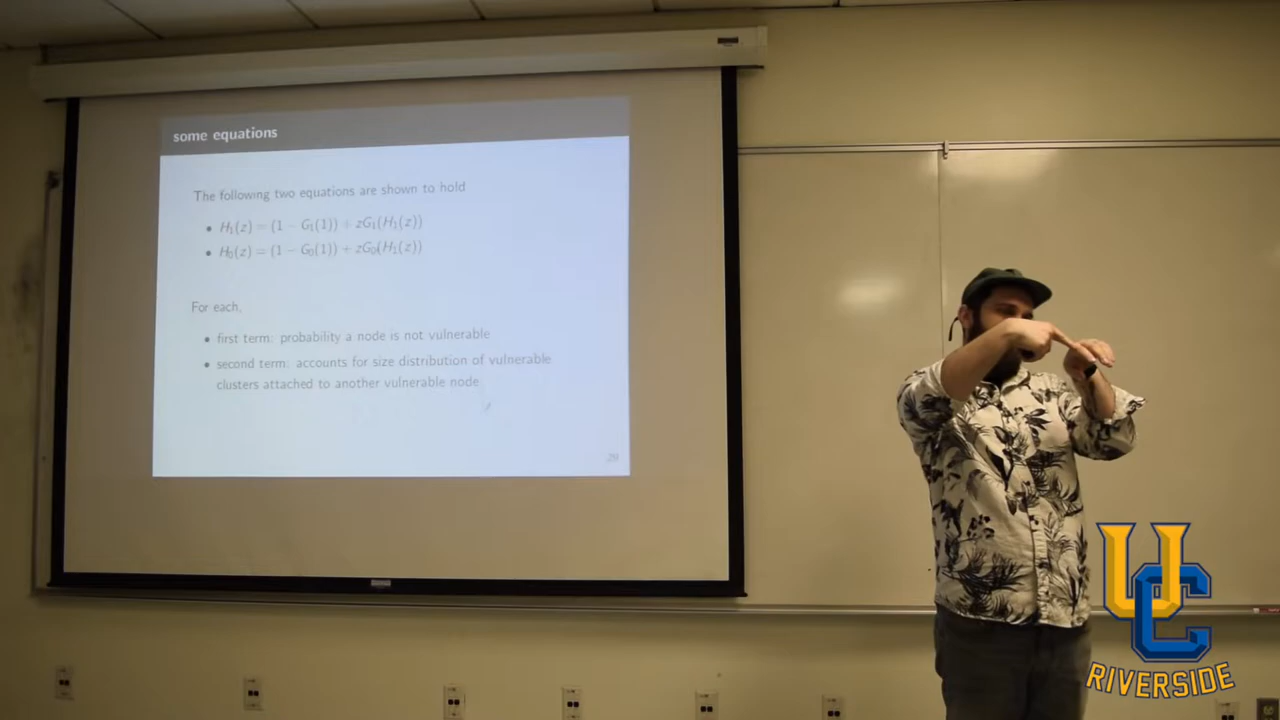 some equations
The following two equations are shown to hold
• H₁(z) = (1 − G₁(1)) + zG₁(H₁(z))
• H₀(z) = (1 − G₀(1)) + zG₀(H₁(z))
For each,
• first term: probability a node is not vulnerable
• second term: accounts for size distribution of vulnerable
clusters attached to another vulnerable node
29
UC
RIVERSIDE